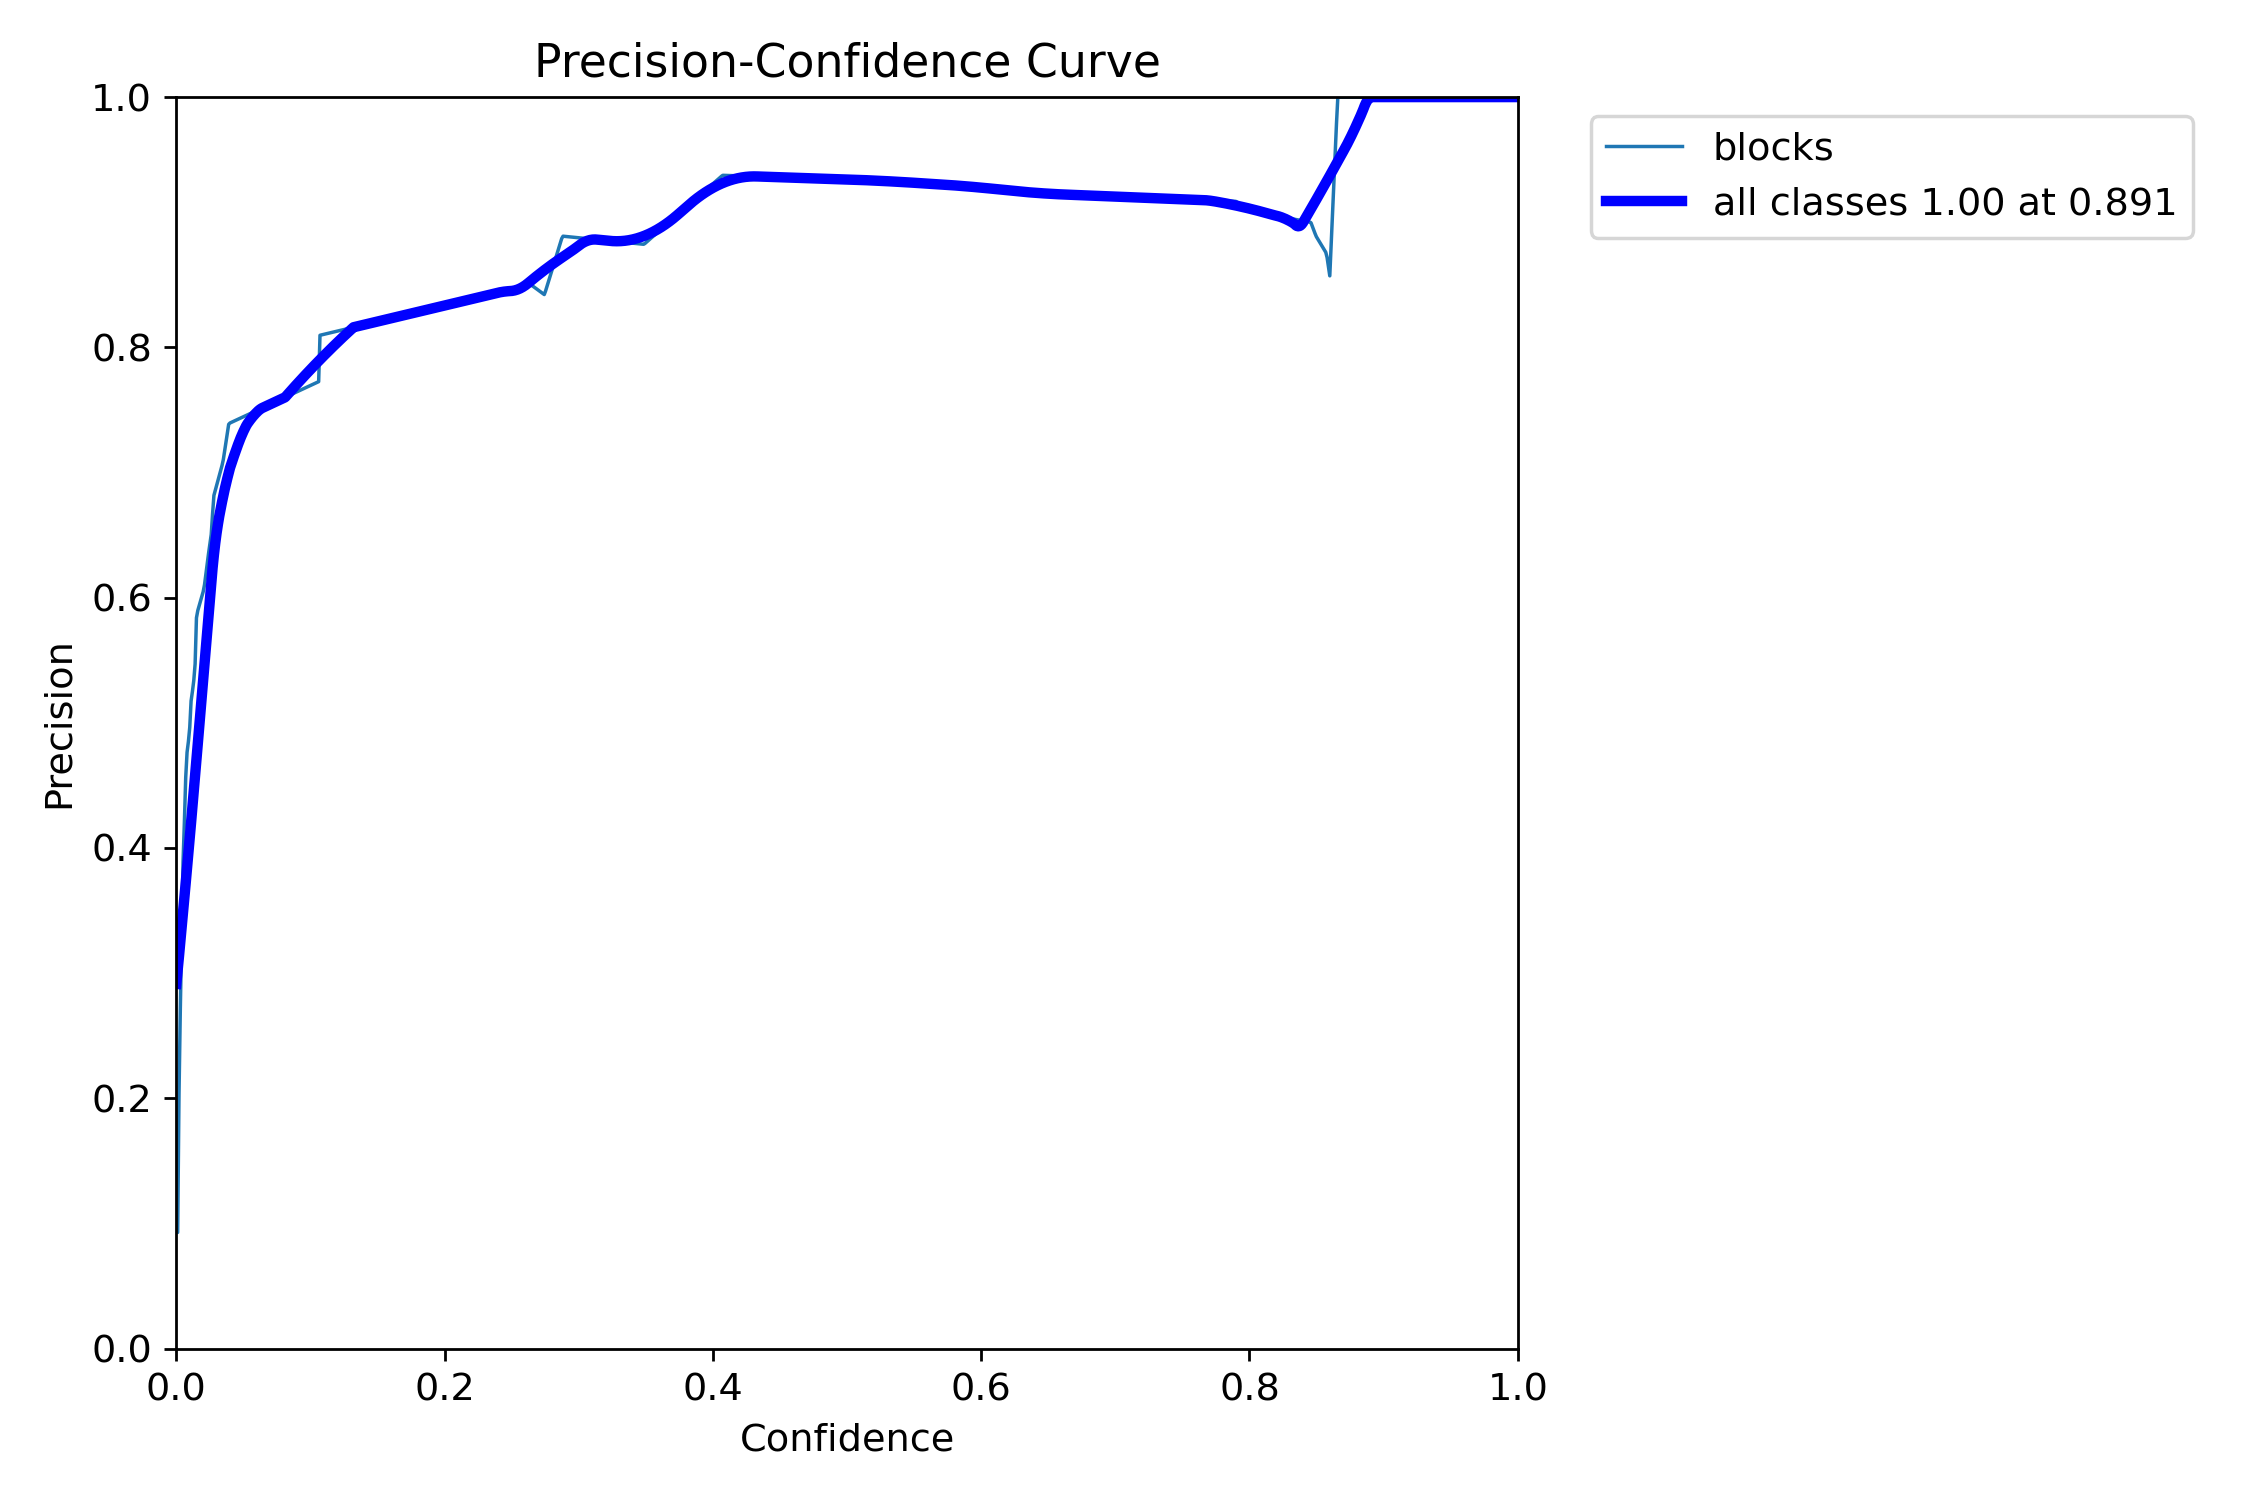 Precision-Confidence Curve
1.0
0.8
0.6
0.4
0.2
0.0
Precision
0.0 0.2 0.4 0.6 0.8 1.0
Confidence
blocks
all classes 1.00 at 0.891